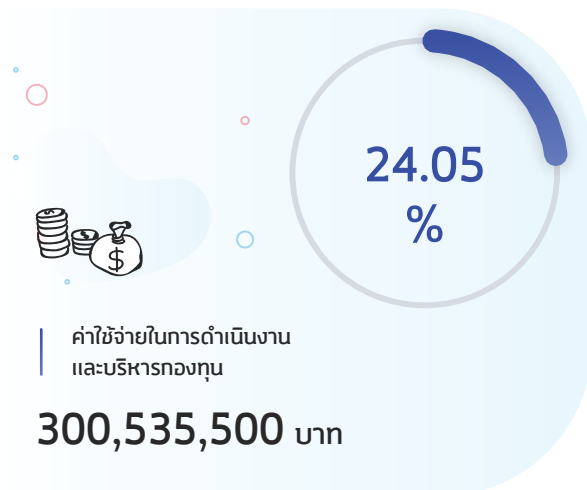 24.05
%
ค่าใช้จ่ายในการดำเนินงาน
และบริหารกองทุน
300,535,500 บาท